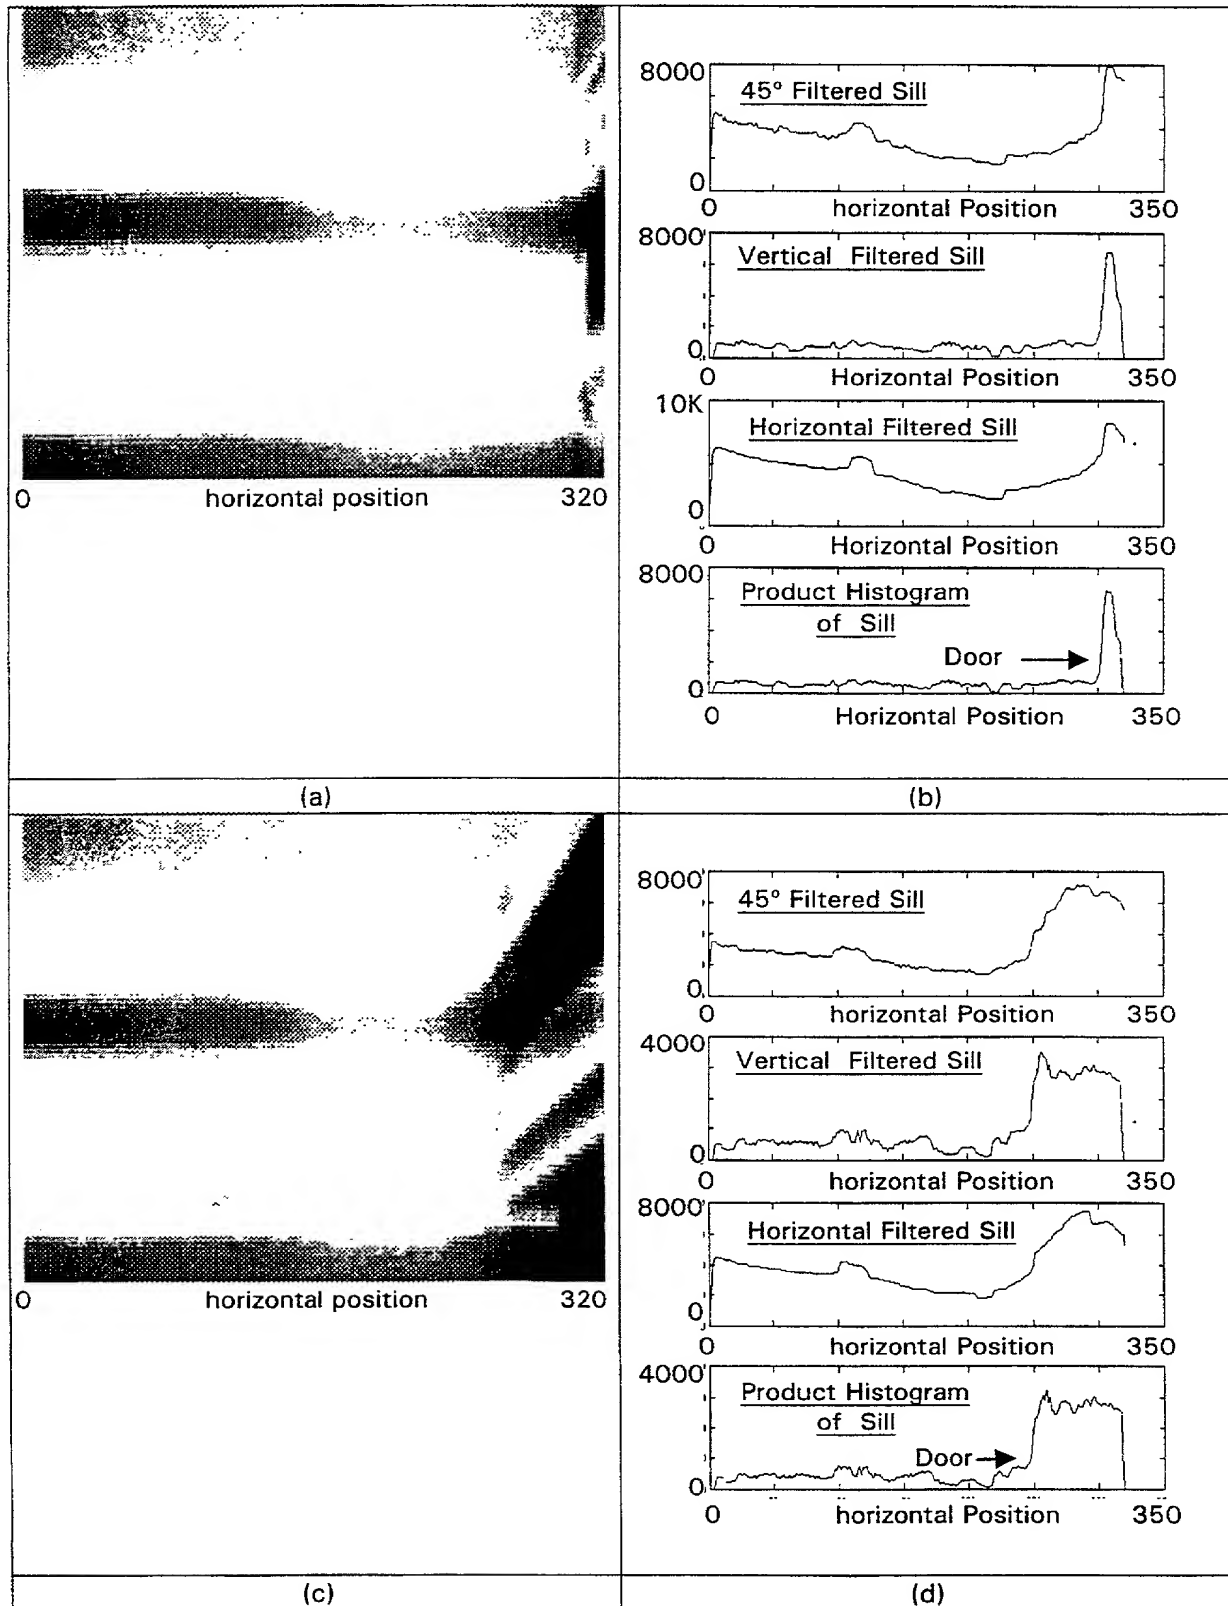 0 horizontal position 320
8000
45° Filtered Sill
0
0 horizontal Position 350
8000
Vertical Filtered Sill
0
0 Horizontal Position 350
10K
Horizontal Filtered Sill
0
0 Horizontal Position 350
8000
Product Histogram
of Sill
Door
0
0 Horizontal Position 350
(a)
(b)
0 horizontal position 320
8000
45° Filtered Sill
0
0 horizontal Position 350
4000
Vertical Filtered Sill
0
0 horizontal Position 350
8000
Horizontal Filtered Sill
0
0 horizontal Position 350
4000
Product Histogram
of Sill
Door
0
0 horizontal Position 350
(c)
(d)